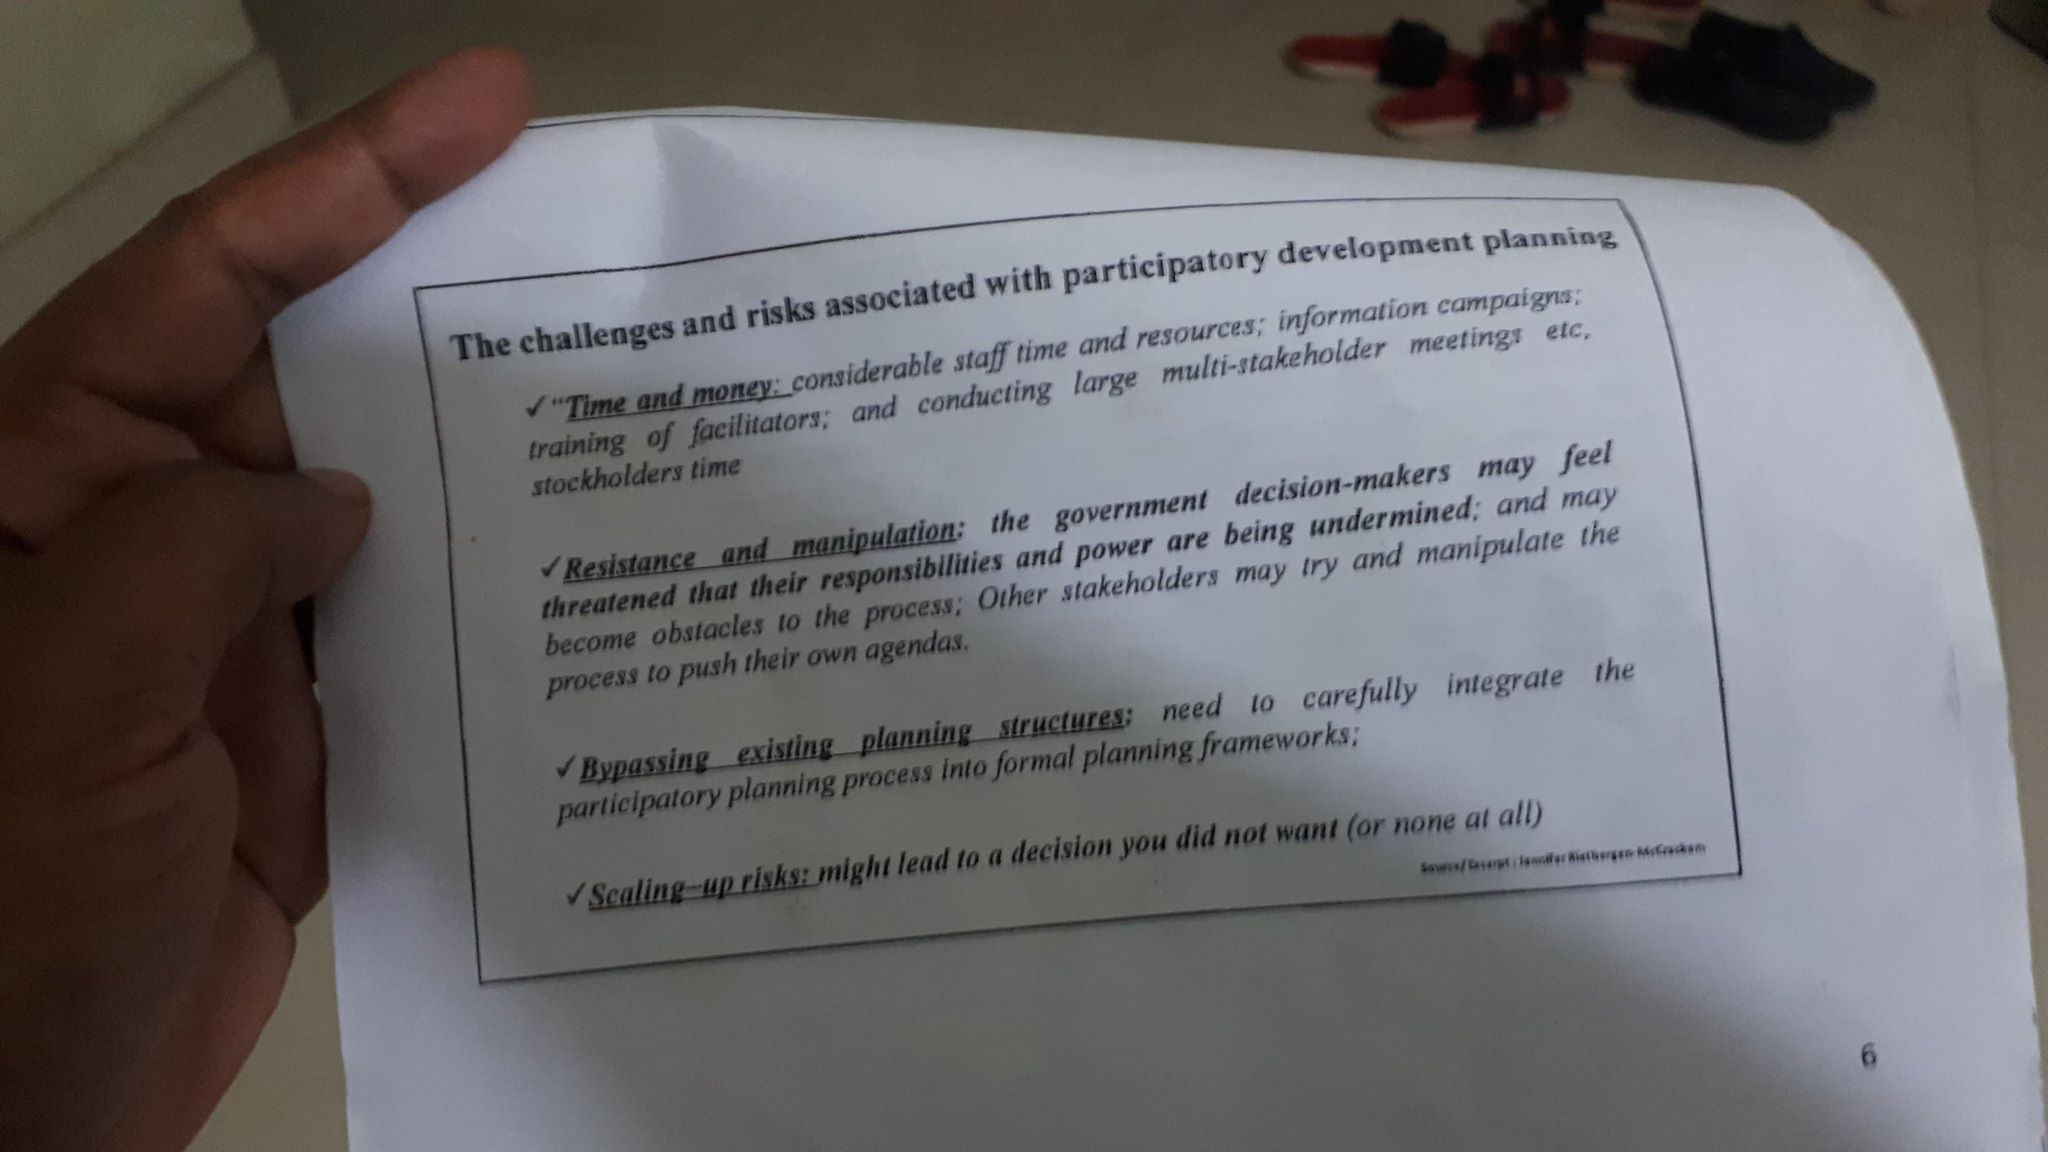 The challenges and risks associated with participatory development planning
✓ "Time and money: considerable staff time and resources; information campaigns;
training of facilitators; and conducting large multi-stakeholder meetings etc,
stockholders time
✓ Resistance and manipulation: the government decision-makers may feel
threatened that their responsibilities and power are being undermined; and may
become obstacles to the process; Other stakeholders may try and manipulate the
process to push their own agendas.
✓ Bypassing existing planning structures: need to carefully integrate the
participatory planning process into formal planning frameworks;
✓ Scaling–up risks: might lead to a decision you did not want (or none at all)
Source/Excerpt : Jennifer
6